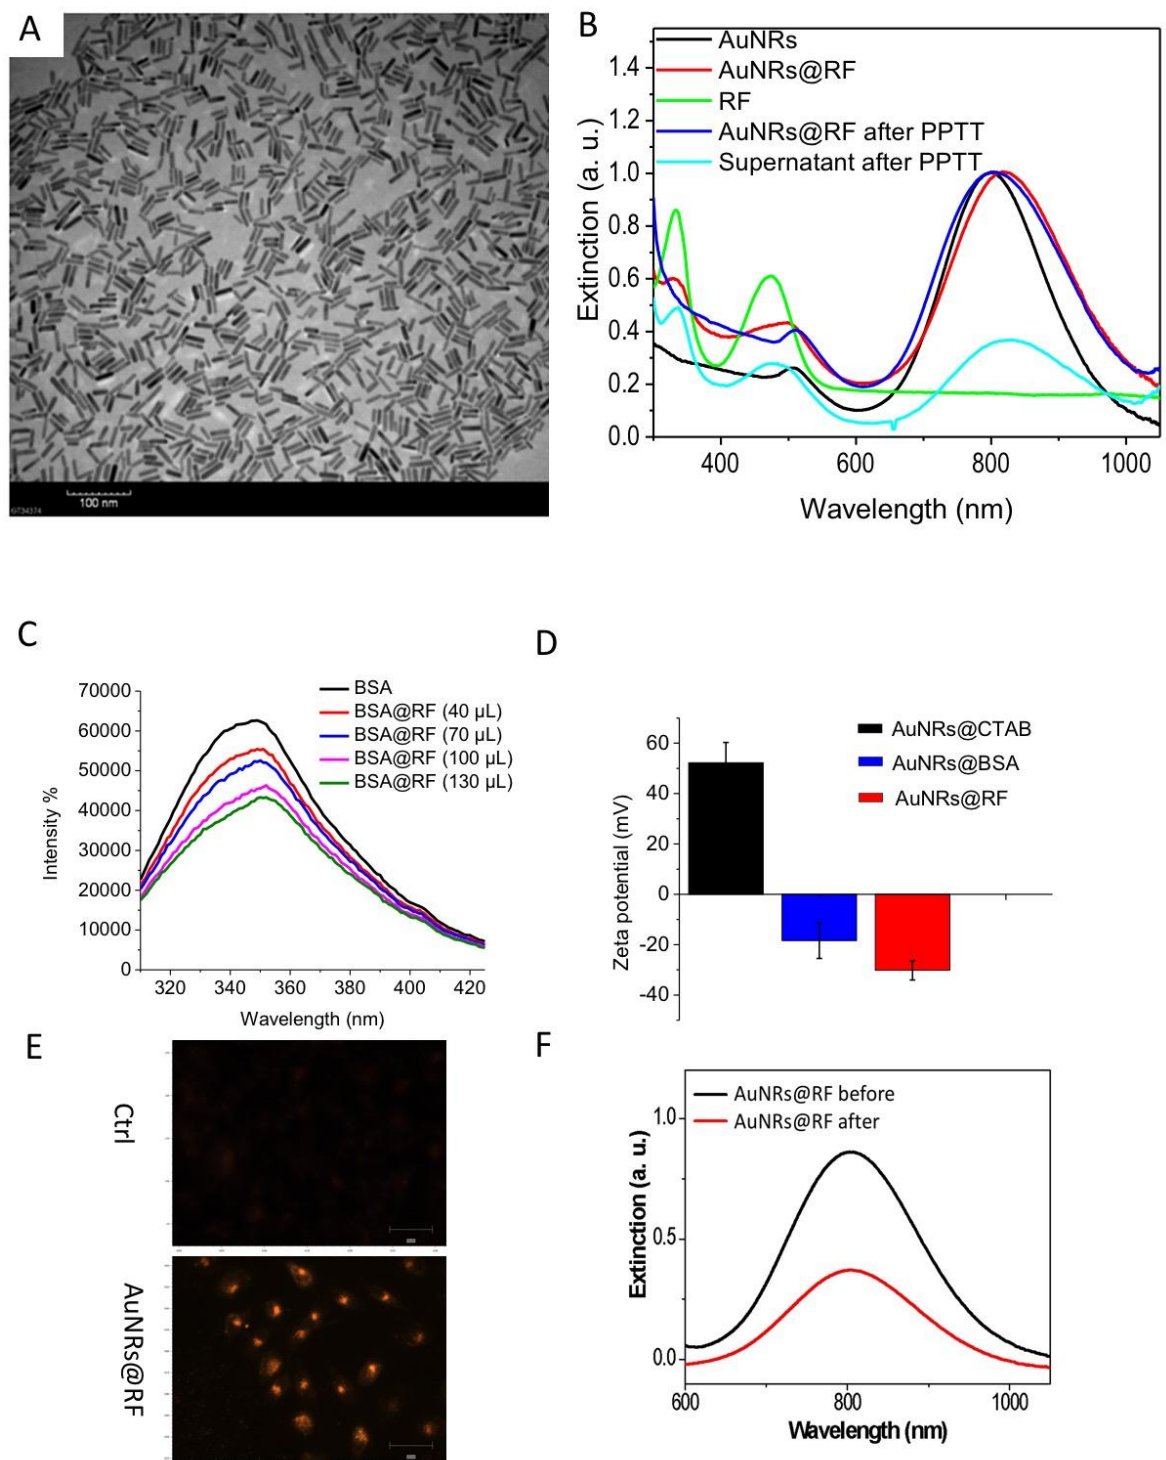 A
100 nm
GT34374
B
AuNRs
AuNRs@RF
RF
AuNRs@RF after PPTT
Supernatant after PPTT
Extinction (a. u.)
1.4
1.2
1.0
0.8
0.6
0.4
0.2
0.0
400 600 800 1000
Wavelength (nm)
C
BSA
BSA@RF (40 µL)
BSA@RF (70 µL)
BSA@RF (100 µL)
BSA@RF (130 µL)
Intensity %
70000
60000
50000
40000
30000
20000
10000
0
320 340 360 380 400 420
Wavelength (nm)
D
AuNRs@CTAB
AuNRs@BSA
AuNRs@RF
Zeta potential (mV)
60
40
20
0
-20
-40
E
Ctrl
AuNRs@RF
F
AuNRs@RF before
AuNRs@RF after
Extinction (a. u.)
1.0
0.5
0.0
600 800 1000
Wavelength (nm)